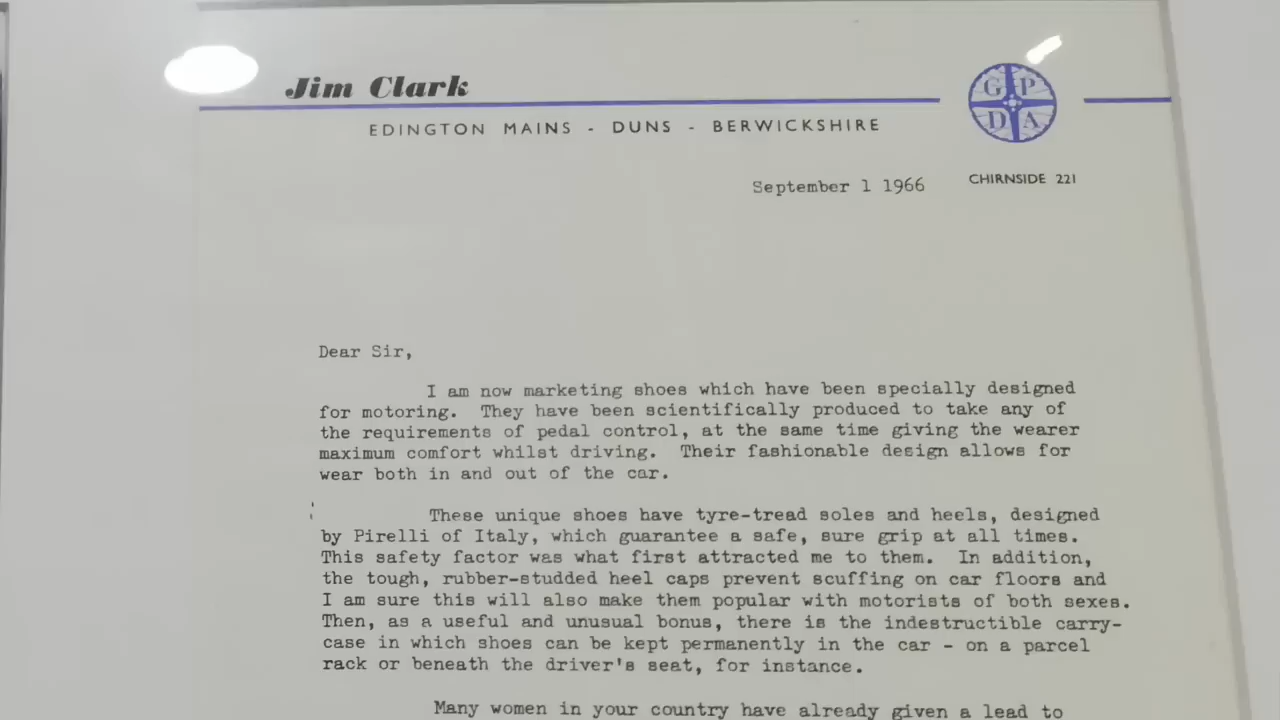 Jim Clark
EDINGTON MAINS - DUNS - BERWICKSHIRE
G P
D A
September 1 1966
CHIRNSIDE 221
Dear Sir,
I am now marketing shoes which have been specially designed
for motoring. They have been scientifically produced to take any of
the requirements of pedal control, at the same time giving the wearer
maximum comfort whilst driving. Their fashionable design allows for
wear both in and out of the car.
These unique shoes have tyre-tread soles and heels, designed
by Pirelli of Italy, which guarantee a safe, sure grip at all times.
This safety factor was what first attracted me to them. In addition,
the tough, rubber-studded heel caps prevent scuffing on car floors and
I am sure this will also make them popular with motorists of both sexes.
Then, as a useful and unusual bonus, there is the indestructible carry-
case in which shoes can be kept permanently in the car - on a parcel
rack or beneath the driver's seat, for instance.
Many women in your country have already given a lead to